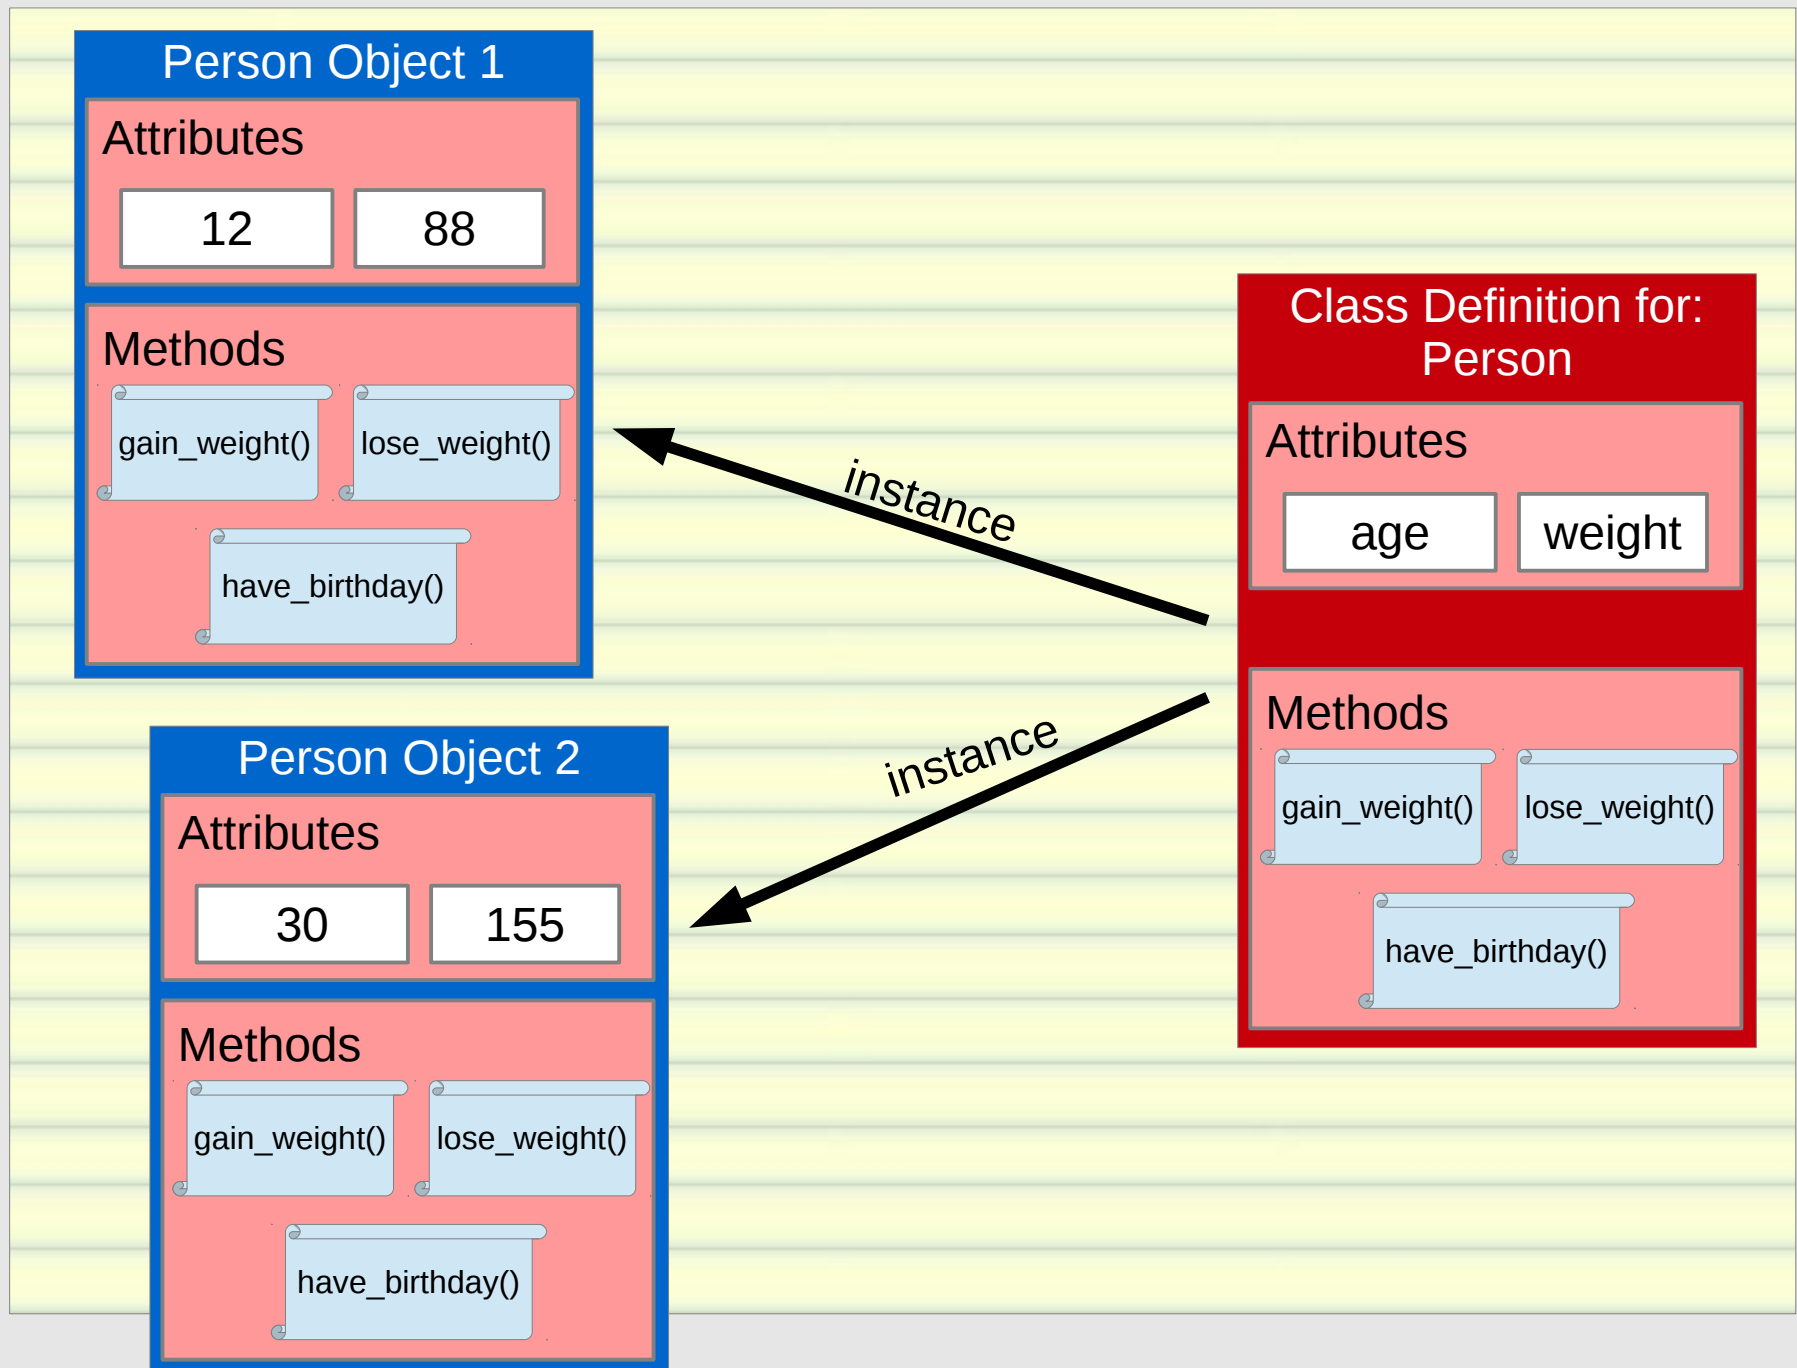 Person Object 1
Attributes
12 88
Methods
gain_weight() lose_weight()
have_birthday()
instance
Class Definition for:
Person
Attributes
age weight
Methods
gain_weight() lose_weight()
have_birthday()
instance
Person Object 2
Attributes
30 155
Methods
gain_weight() lose_weight()
have_birthday()